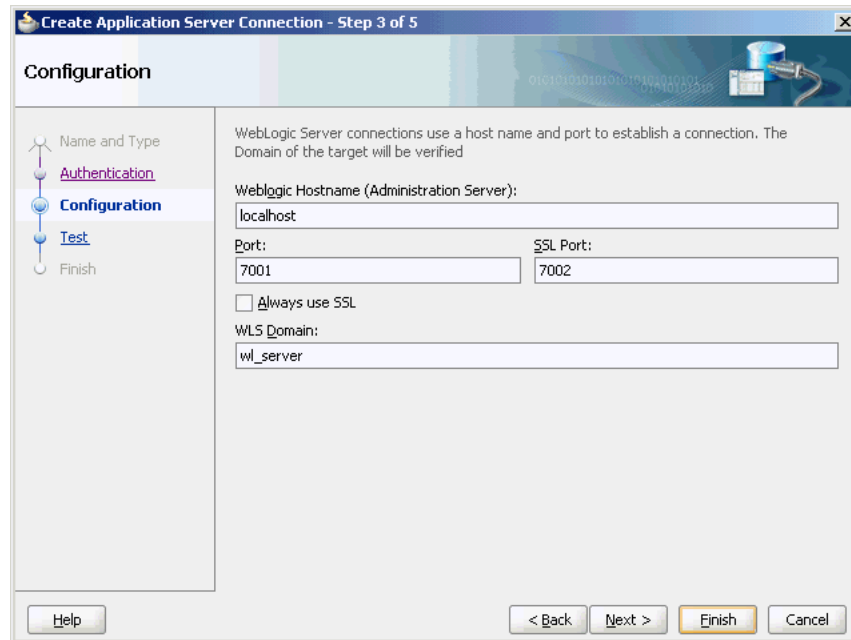 Create Application Server Connection - Step 3 of 5
Configuration
010101010101010101010101
01010101010
Name and Type
Authentication
Configuration
Test
Finish
WebLogic Server connections use a host name and port to establish a connection. The
Domain of the target will be verified
Weblogic Hostname (Administration Server):
localhost
Port: SSL Port:
7001 7002
Always use SSL
WLS Domain:
wl_server
Help < Back Next > Finish Cancel